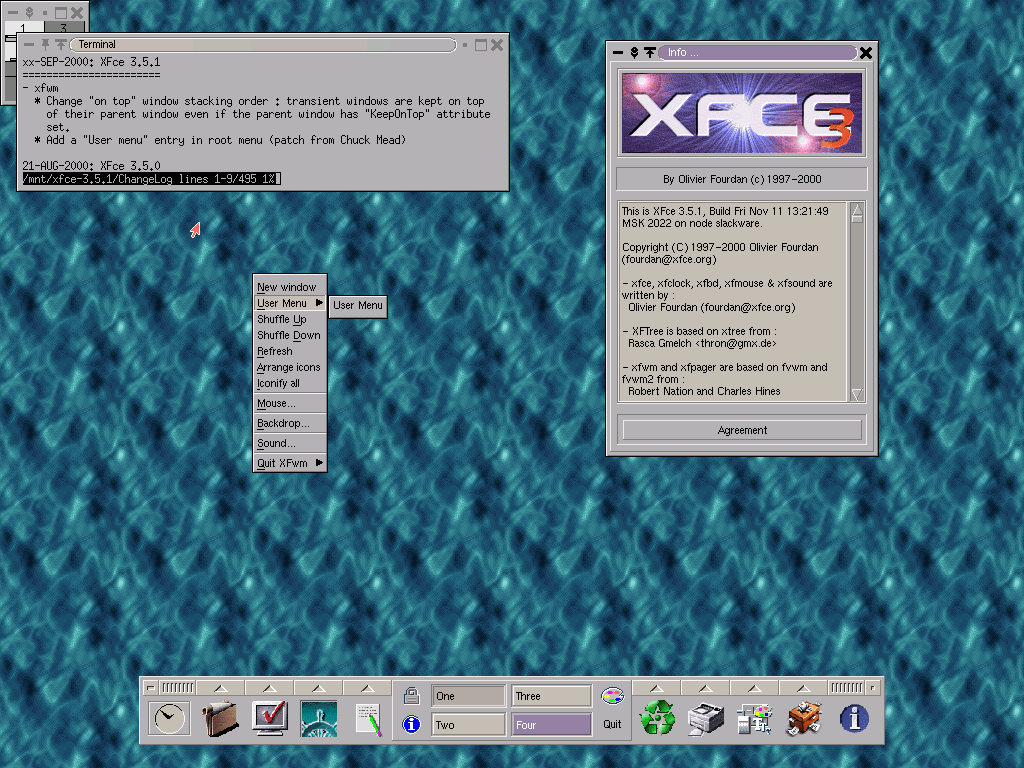 1 3
Terminal
xx-SEP-2000: XFce 3.5.1
=======================
- xfwm
* Change "on top" window stacking order : transient windows are kept on top
of their parent window even if the parent window has "KeepOnTop" attribute
set.
* Add a "User menu" entry in root menu (patch from Chuck Mead)
21-AUG-2000: XFce 3.5.0
/mnt/xfce-3.5.1/ChangeLog lines 1-9/495 1%
Info ...
XFCE 3
By Olivier Fourdan (c) 1997-2000
This is XFce 3.5.1, Build Fri Nov 11 13:21:49
MSK 2022 on node slackware.
Copyright (C) 1997-2000 Olivier Fourdan
(fourdan@xfce.org)
- xfce, xfclock, xfbd, xfmouse & xfsound are
written by :
Olivier Fourdan (fourdan@xfce.org)
- XFTree is based on xtree from :
Rasca Gmelch <thron@gmx.de>
- xfwm and xfpager are based on fvwm and
fvwm2 from :
Robert Nation and Charles Hines
Agreement
New window
User Menu
User Menu
Shuffle Up
Shuffle Down
Refresh
Arrange icons
Iconify all
Mouse...
Backdrop...
Sound...
Quit XFwm
One
Three
Two
Four
Quit